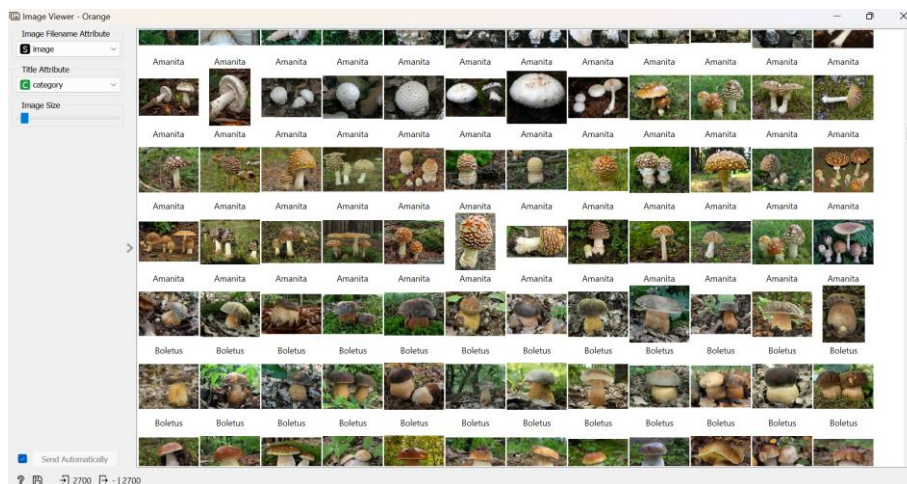 Image Viewer - Orange
Image Filename Attribute
S image
Title Attribute
C category
Image Size
Amanita Amanita Amanita Amanita Amanita Amanita Amanita Amanita Amanita Amanita Amanita
Amanita Amanita Amanita Amanita Amanita Amanita Amanita Amanita Amanita Amanita Amanita
Amanita Amanita Amanita Amanita Amanita Amanita Amanita Amanita Amanita Amanita Amanita
Amanita Amanita Amanita Amanita Amanita Amanita Amanita Amanita Amanita Amanita Amanita
Boletus Boletus Boletus Boletus Boletus Boletus Boletus Boletus Boletus Boletus Boletus Boletus
Boletus Boletus Boletus Boletus Boletus Boletus Boletus Boletus Boletus Boletus Boletus Boletus
Send Automatically
? 2700 - | 2700